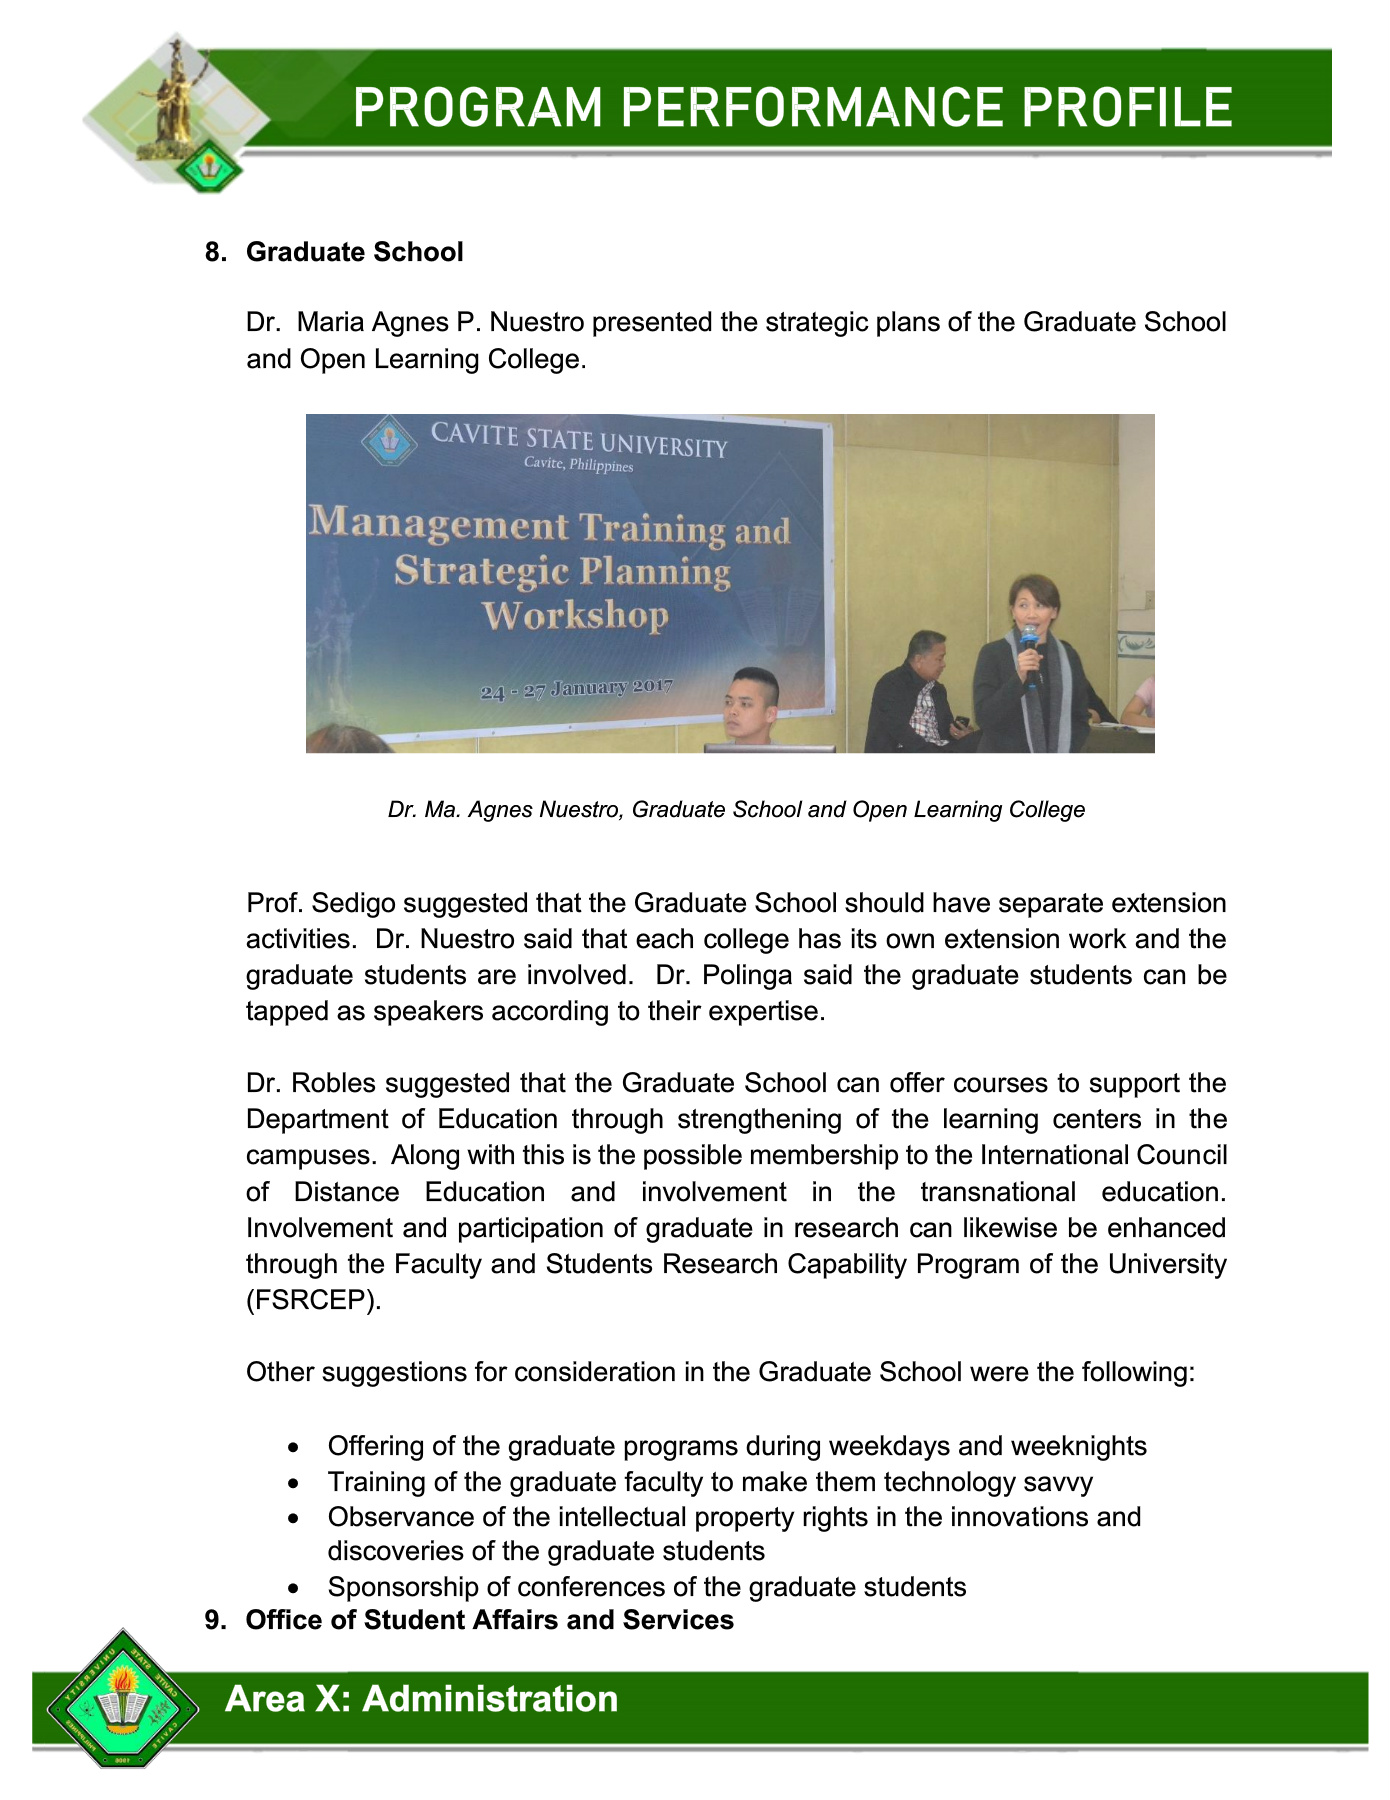 PROGRAM PERFORMANCE PROFILE
8. Graduate School
Dr.  Maria Agnes P. Nuestro presented the strategic plans of the Graduate School
and Open Learning College.
CAVITE STATE UNIVERSITY
Cavite, Philippines
Management Training and
Strategic Planning
Workshop
24 - 27 January 2017
Dr. Ma. Agnes Nuestro, Graduate School and Open Learning College
Prof. Sedigo suggested that the Graduate School should have separate extension
activities.  Dr. Nuestro said that each college has its own extension work and the
graduate students are involved.  Dr. Polinga said the graduate students can be
tapped as speakers according to their expertise.
Dr. Robles suggested that the Graduate School can offer courses to support the
Department of Education through strengthening of the learning centers in the
campuses.  Along with this is the possible membership to the International Council
of Distance Education and involvement in the transnational education.
Involvement and participation of graduate in research can likewise be enhanced
through the Faculty and Students Research Capability Program of the University
(FSRCEP).
Other suggestions for consideration in the Graduate School were the following:
• Offering of the graduate programs during weekdays and weeknights
• Training of the graduate faculty to make them technology savvy
• Observance of the intellectual property rights in the innovations and
discoveries of the graduate students
• Sponsorship of conferences of the graduate students
9. Office of Student Affairs and Services
CAVITE STATE UNIVERSITY
CAVITE
PHILIPPINES
1906
Area X: Administration